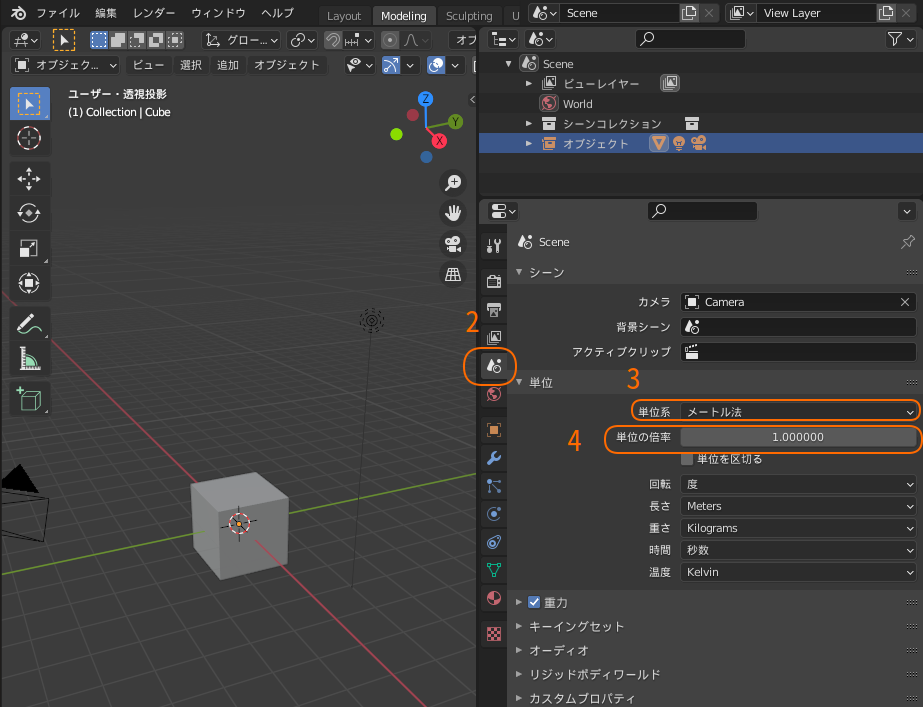 ファイル 編集 レンダー ウィンドウ ヘルプ Layout Modeling Sculpting U Scene View Layer
グロー... オフ
オブジェク... ビュー 選択 追加 オブジェクト
ユーザー・透視投影
(1) Collection | Cube
Z
Y
X
Scene
ビューレイヤー
World
シーンコレクション
オブジェクト
Scene
シーン
カメラ Camera
背景シーン
アクティブクリップ
2
単位
3
単位系 メートル法
4
単位の倍率 1.000000
単位を区切る
回転 度
長さ Meters
重さ Kilograms
時間 秒数
温度 Kelvin
重力
キーイングセット
オーディオ
リジッドボディワールド
カスタムプロパティ